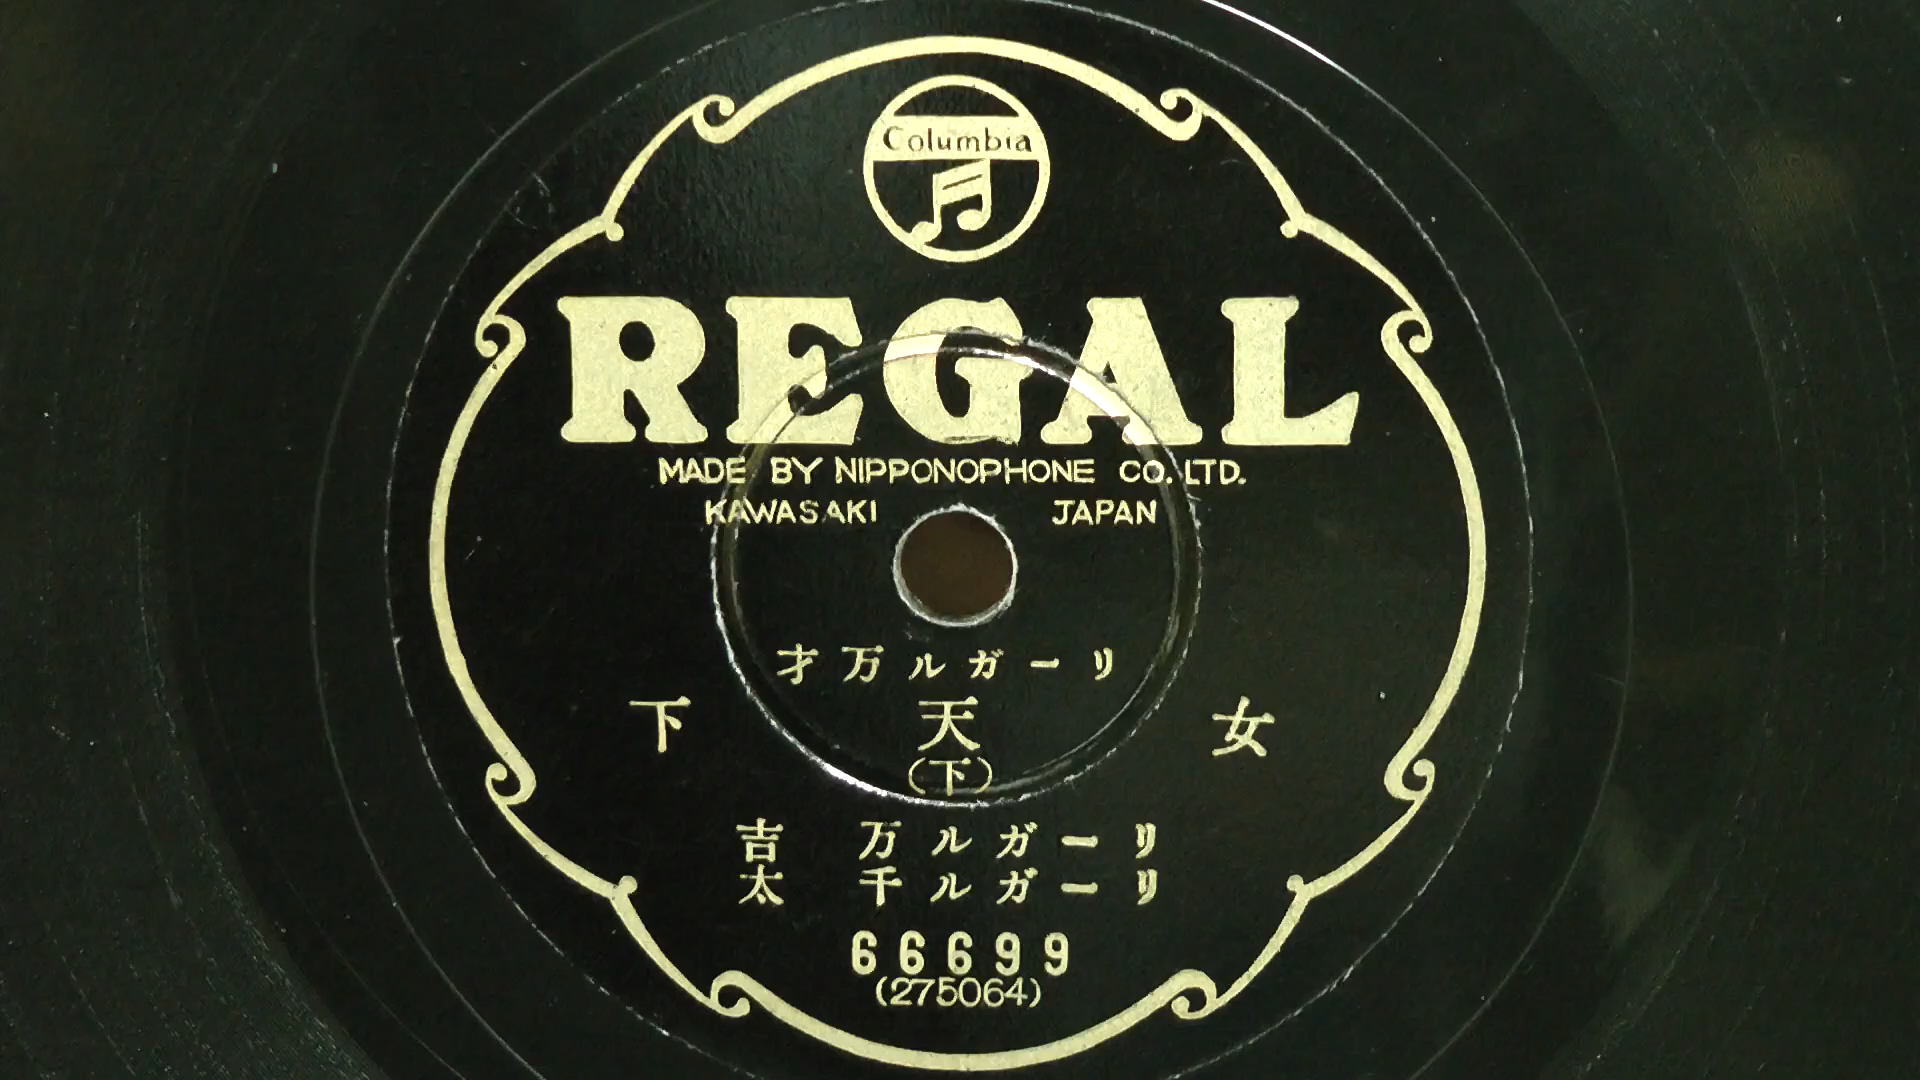 Columbia
REGAL
MADE BY NIPPONOPHONE CO. LTD.
KAWASAKI JAPAN
リーガル万才
女天下
(下)
リーガル万吉
リーガル千太
66699
(275064)